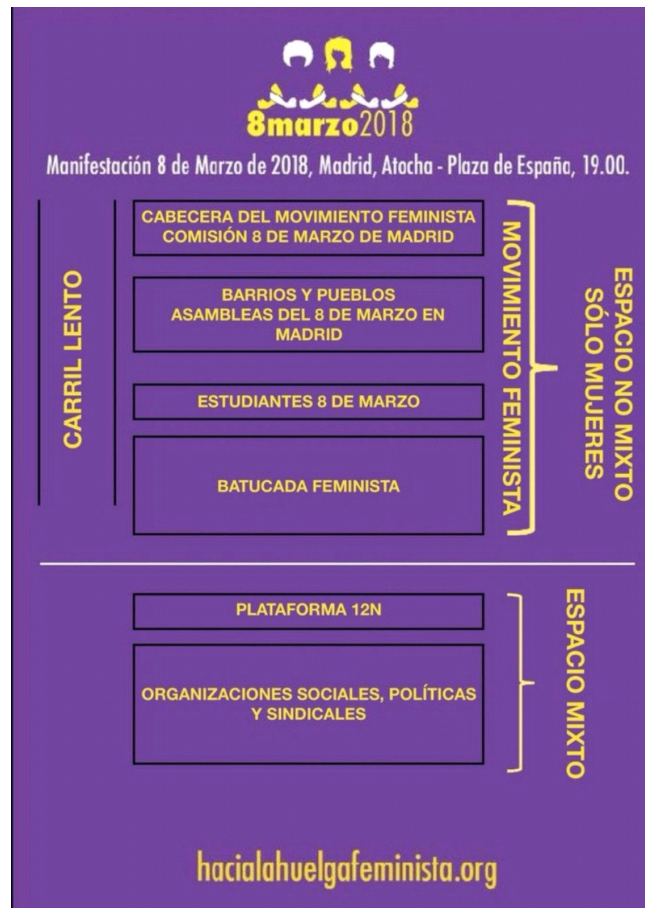 8marzo2018
Manifestación 8 de Marzo de 2018, Madrid, Atocha - Plaza de España, 19.00.
CARRIL LENTO
CABECERA DEL MOVIMIENTO FEMINISTA
COMISIÓN 8 DE MARZO DE MADRID
BARRIOS Y PUEBLOS
ASAMBLEAS DEL 8 DE MARZO EN
MADRID
ESTUDIANTES 8 DE MARZO
BATUCADA FEMINISTA
MOVIMIENTO FEMINISTA
ESPACIO NO MIXTO
SÓLO MUJERES
PLATAFORMA 12N
ORGANIZACIONES SOCIALES, POLÍTICAS
Y SINDICALES
ESPACIO MIXTO
hacialahuelgafeminista.org